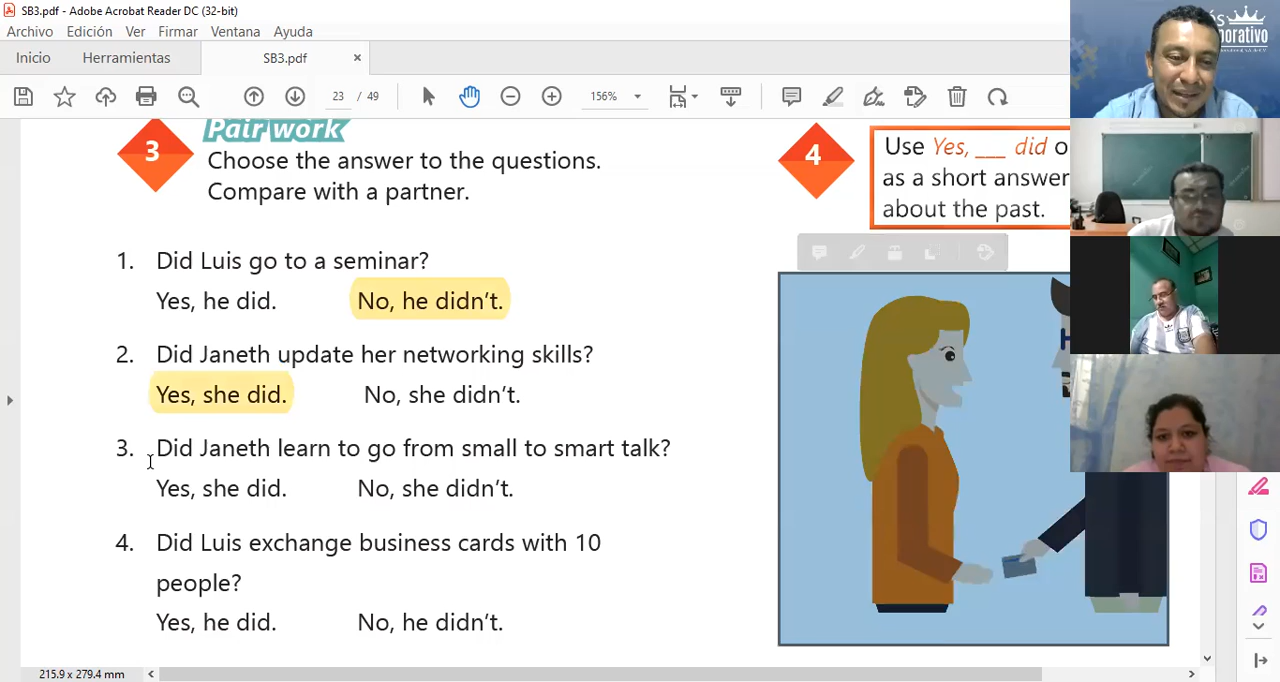 SB3.pdf - Adobe Acrobat Reader DC (32-bit)
Archivo Edición Ver Firmar Ventana Ayuda
Inicio Herramientas SB3.pdf ×
23 / 49 156%
3 Pair work
Choose the answer to the questions.
Compare with a partner.
1. Did Luis go to a seminar?
Yes, he did. No, he didn't.
2. Did Janeth update her networking skills?
Yes, she did. No, she didn't.
3. Did Janeth learn to go from small to smart talk?
Yes, she did. No, she didn't.
4. Did Luis exchange business cards with 10
people?
Yes, he did. No, he didn't.
4 Use Yes, ___ did o
as a short answer
about the past.
215.9 x 279.4 mm